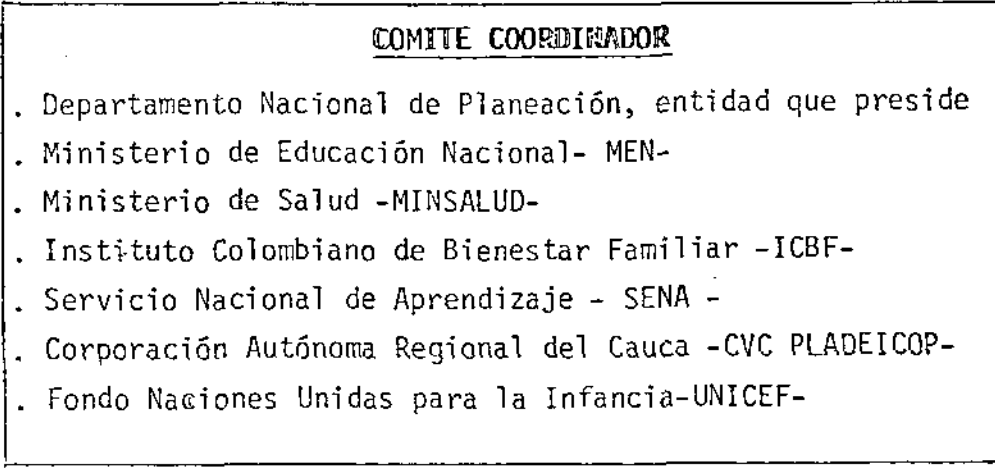 COMITE COORDINADOR
. Departamento Nacional de Planeación, entidad que preside
. Ministerio de Educación Nacional- MEN-
. Ministerio de Salud -MINSALUD-
. Instituto Colombiano de Bienestar Familiar -ICBF-
. Servicio Nacional de Aprendizaje - SENA -
. Corporación Autónoma Regional del Cauca -CVC PLADEICOP-
. Fondo Naciones Unidas para la Infancia-UNICEF-